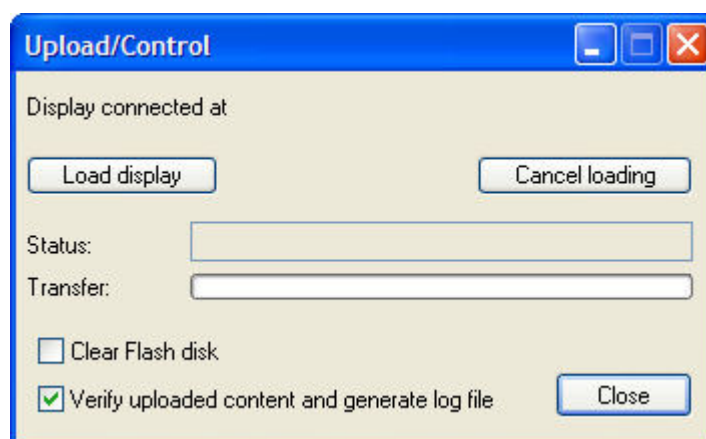 Upload/Control
Display connected at
Load display Cancel loading
Status:
Transfer:
Clear Flash disk
Verify uploaded content and generate log file
Close